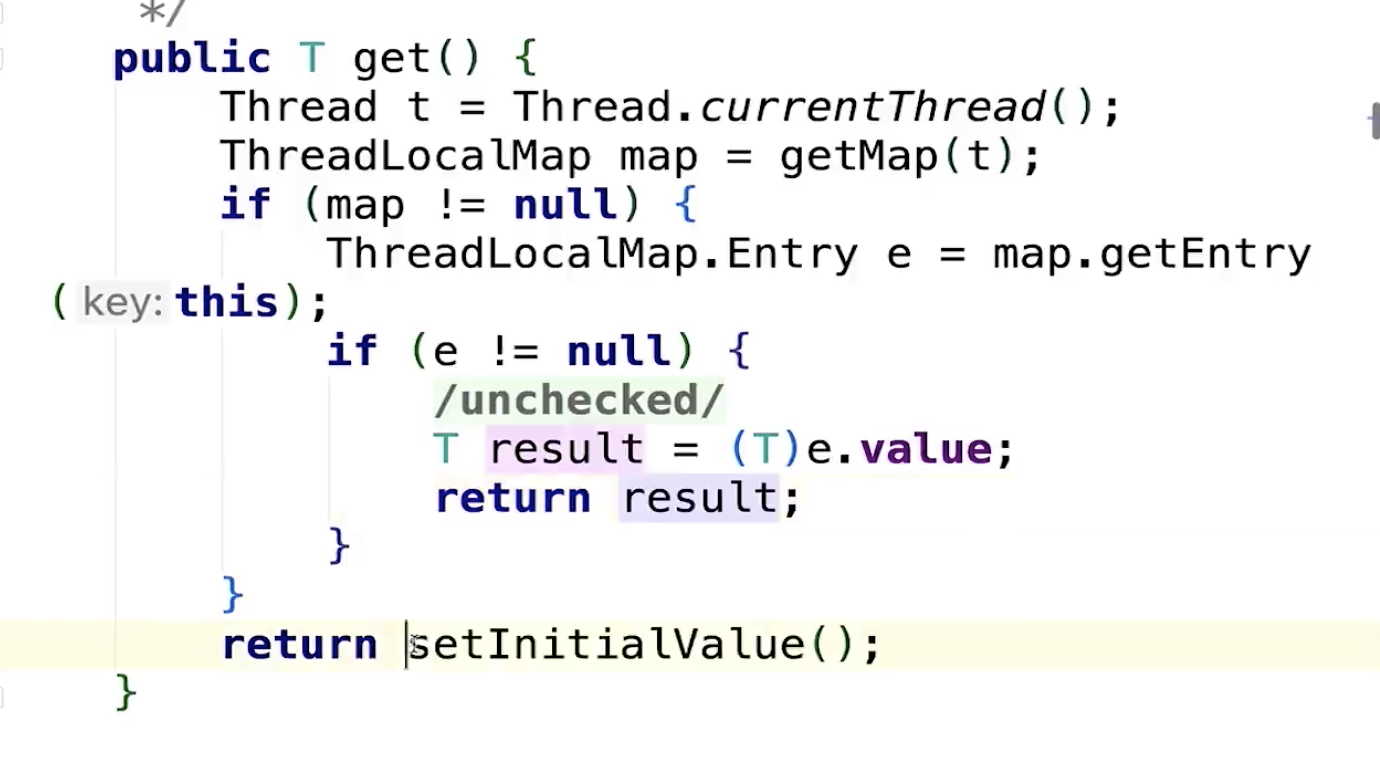 */
public T get() {
Thread t = Thread.currentThread();
ThreadLocalMap map = getMap(t);
if (map != null) {
ThreadLocalMap.Entry e = map.getEntry
( key: this);
if (e != null) {
/unchecked/
T result = (T)e.value;
return result;
}
}
return setInitialValue();
}